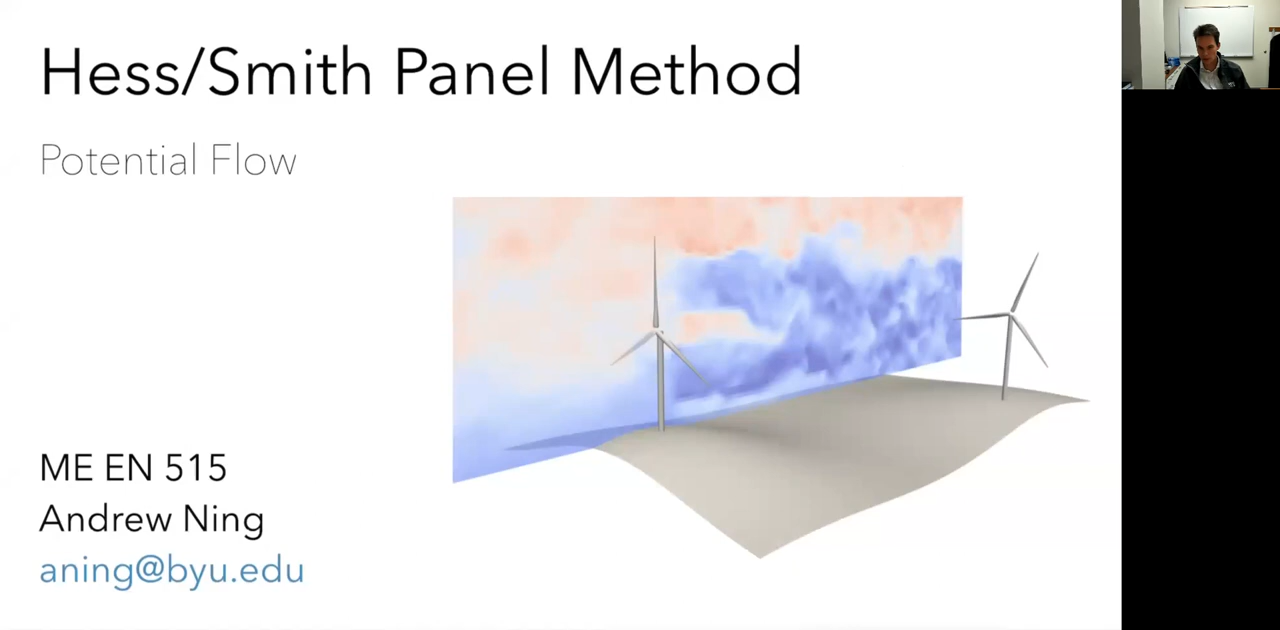 Hess/Smith Panel Method
Potential Flow
ME EN 515
Andrew Ning
aning@byu.edu